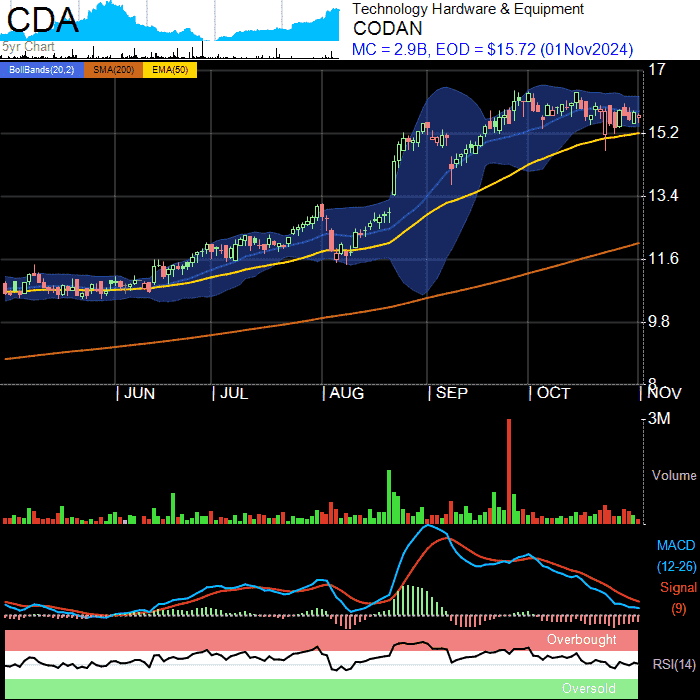 CDA
5yr Chart
Technology Hardware & Equipment
CODAN
MC = 2.9B, EOD = $15.72 (01Nov2024)
BollBands(20,2) SMA(200) EMA(50)
17
15.2
13.4
11.6
9.8
8
JUN JUL AUG SEP OCT NOV
3M
Volume
MACD
(12-26)
Signal
(9)
Overbought
RSI(14)
Oversold